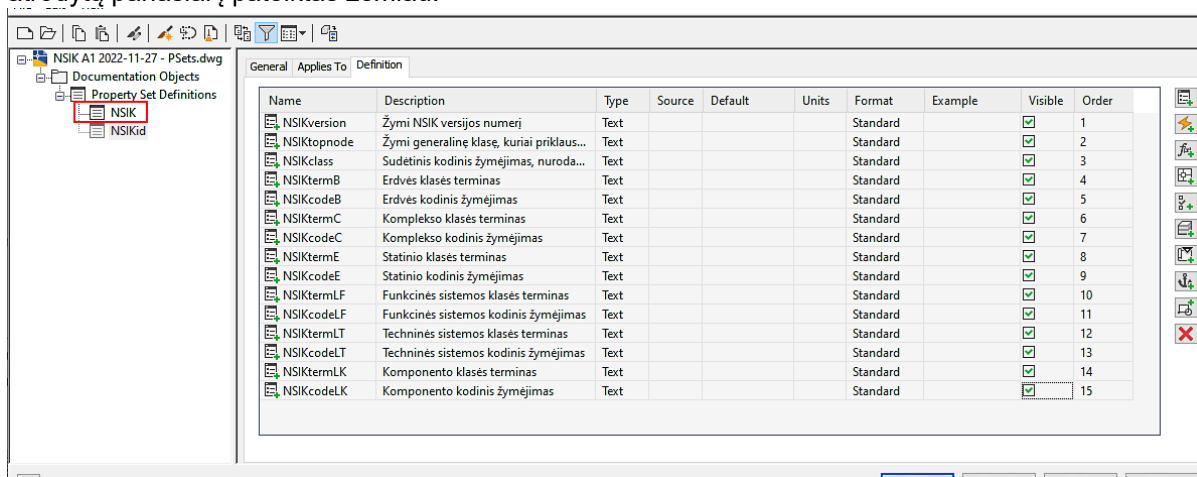 NSIK A1 2022-11-27 - PSets.dwg
Documentation Objects
Property Set Definitions
NSIK
NSIKid
General Applies To Definition
Name Description Type Source Default Units Format Example Visible Order
NSIKversion Žymi NSIK versijos numerį Text Standard 1
NSIKtopnode Žymi generalinę klasę, kuriai priklaus... Text Standard 2
NSIKclass Sudėtinis kodinis žymėjimas, nuroda... Text Standard 3
NSIKtermB Erdvės klasės terminas Text Standard 4
NSIKcodeB Erdvės kodinis žymėjimas Text Standard 5
NSIKtermC Komplekso klasės terminas Text Standard 6
NSIKcodeC Komplekso kodinis žymėjimas Text Standard 7
NSIKtermE Statinio klasės terminas Text Standard 8
NSIKcodeE Statinio kodinis žymėjimas Text Standard 9
NSIKtermLF Funkcinės sistemos klasės terminas Text Standard 10
NSIKcodeLF Funkcinės sistemos kodinis žymėjimas Text Standard 11
NSIKtermLT Techninės sistemos klasės terminas Text Standard 12
NSIKcodeLT Techninės sistemos kodinis žymėjimas Text Standard 13
NSIKtermLK Komponento klasės terminas Text Standard 14
NSIKcodeLK Komponento kodinis žymėjimas Text Standard 15